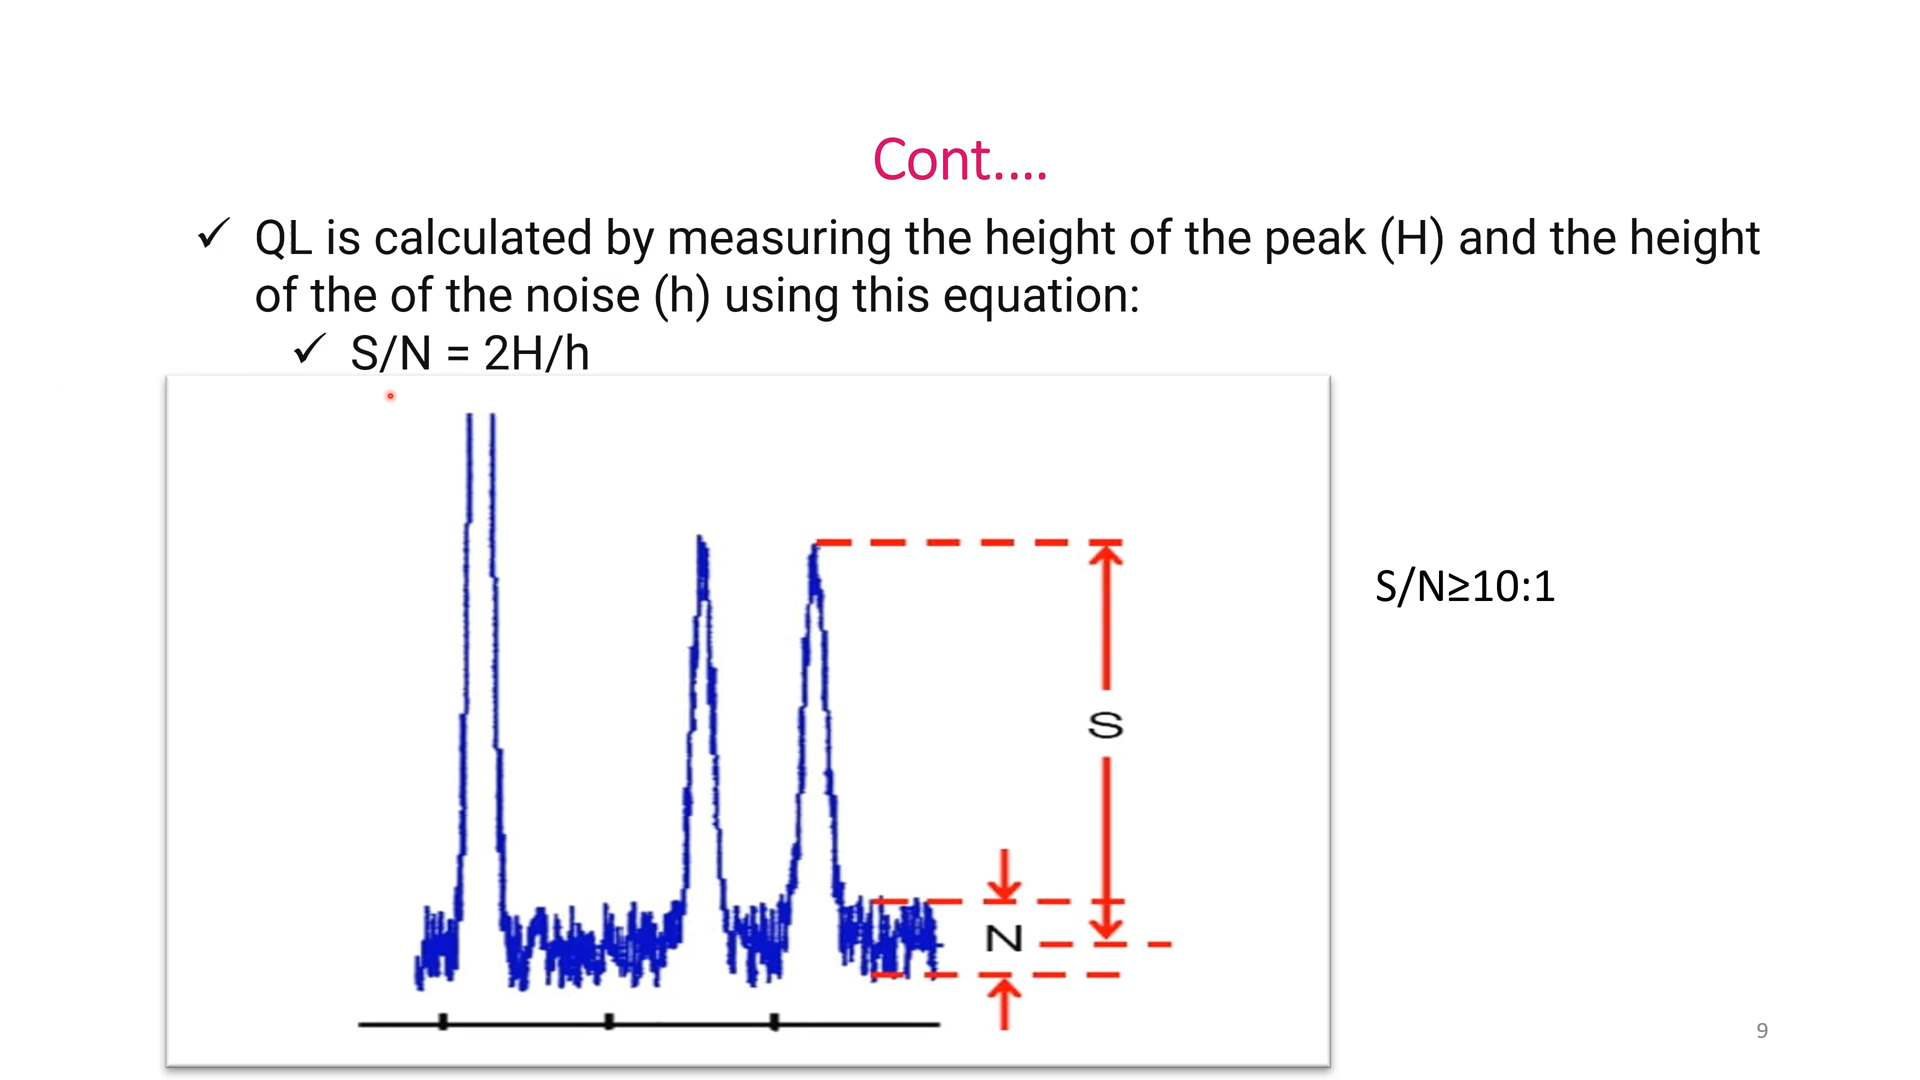 Cont....
✓ QL is calculated by measuring the height of the peak (H) and the height
of the of the noise (h) using this equation:
✓ S/N = 2H/h
S/N≥10:1
S
N
9